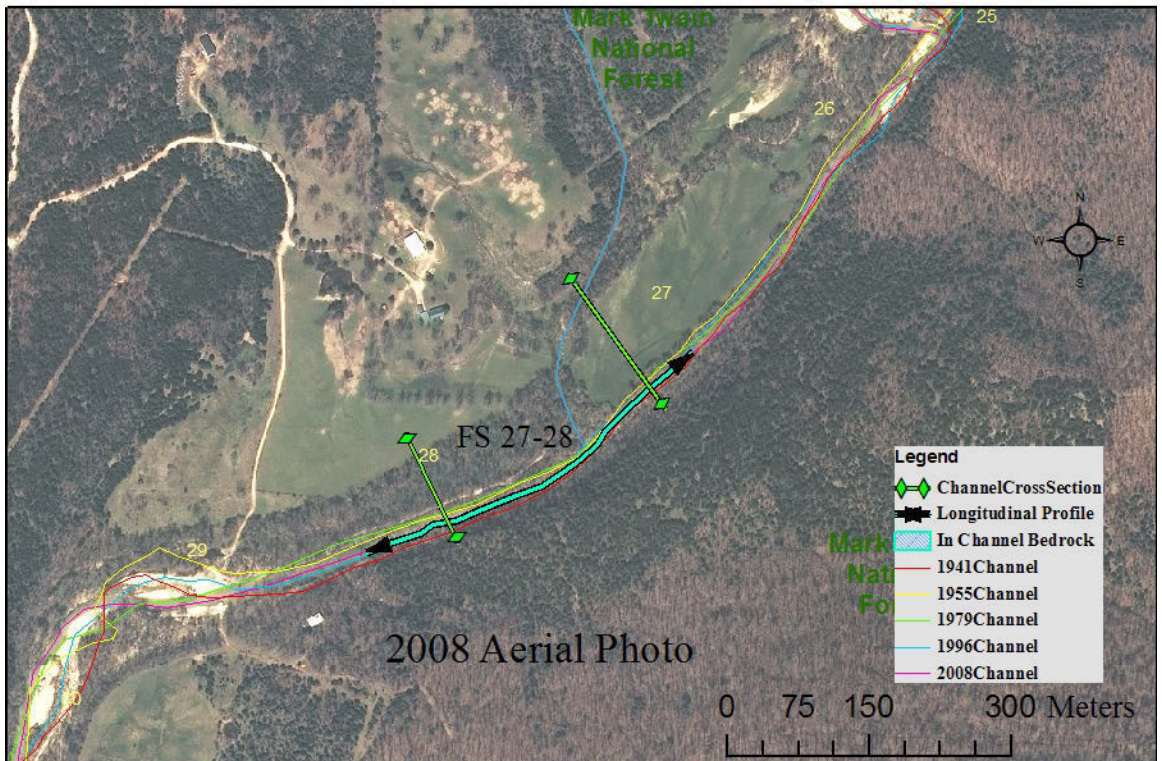 Mark Twain
National
Forest
25
26
27
FS 27-28
28
29
Legend
ChannelCrossSection
Longitudinal Profile
In Channel Bedrock
1941Channel
1955Channel
1979Channel
1996Channel
2008Channel
N
W
E
S
2008 Aerial Photo
0 75 150 300 Meters